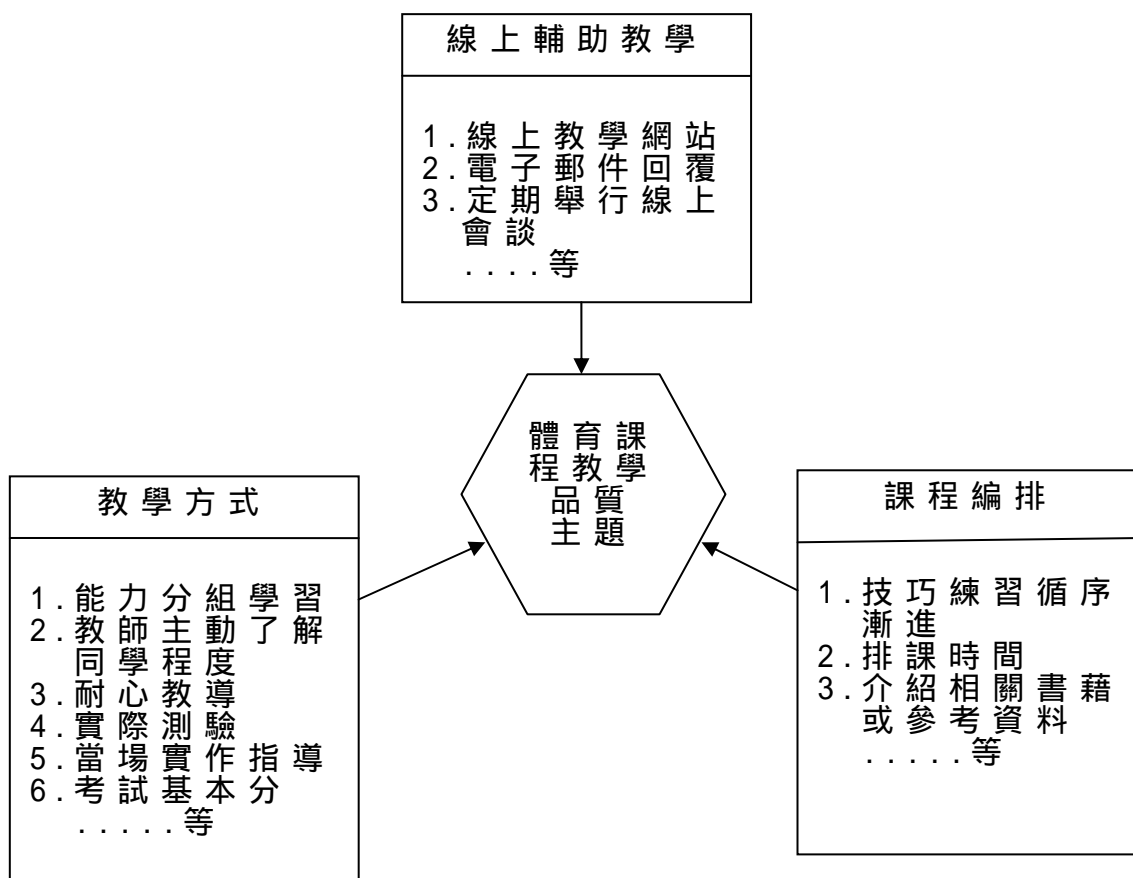 線上輔助教學
1.線上教學網站
2.電子郵件回覆
3.定期舉行線上
會談
....等
體育課
程教學
品質
主題
教學方式
1.能力分組學習
2.教師主動了解
同學程度
3.耐心教導
4.實際測驗
5.當場實作指導
6.考試基本分
.....等
課程編排
1.技巧練習循序
漸進
2.排課時間
3.介紹相關書藉
或參考資料
.....等